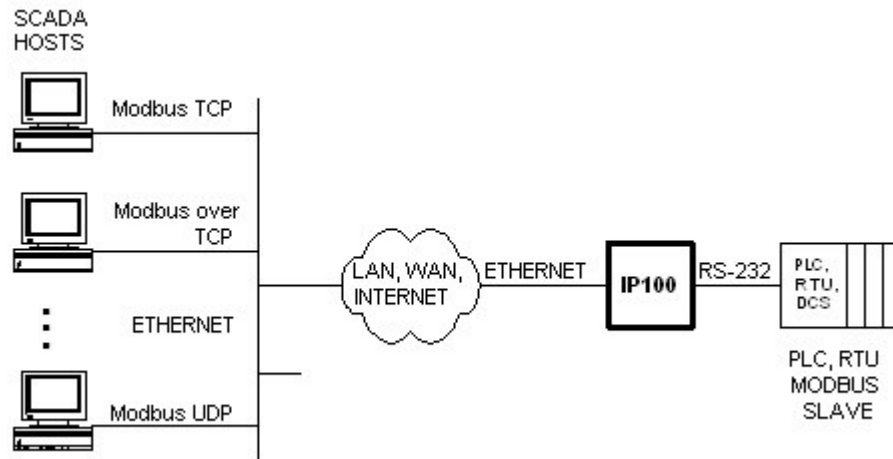 SCADA
HOSTS
Modbus TCP
Modbus over
TCP
ETHERNET
Modbus UDP
LAN, WAN,
INTERNET
ETHERNET
IP100
RS-232
PLC,
RTU,
DCS
PLC, RTU
MODBUS
SLAVE